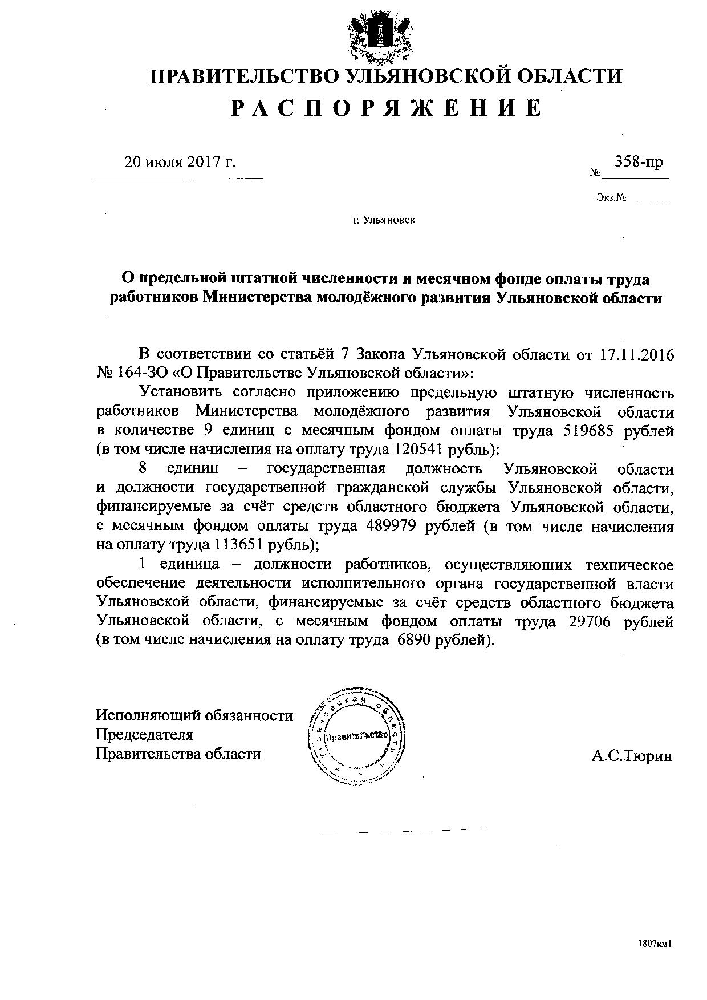 ПРАВИТЕЛЬСТВО УЛЬЯНОВСКОЙ ОБЛАСТИ
РАСПОРЯЖЕНИЕ
20 июля 2017 г.
№ 358-пр
Экз.№
г. Ульяновск
О предельной штатной численности и месячном фонде оплаты труда
работников Министерства молодёжного развития Ульяновской области
В соответствии со статьёй 7 Закона Ульяновской области от 17.11.2016
№ 164-ЗО «О Правительстве Ульяновской области»:
Установить согласно приложению предельную штатную численность
работников Министерства молодёжного развития Ульяновской области
в количестве 9 единиц с месячным фондом оплаты труда 519685 рублей
(в том числе начисления на оплату труда 120541 рубль):
8 единиц – государственная должность Ульяновской области
и должности государственной гражданской службы Ульяновской области,
финансируемые за счёт средств областного бюджета Ульяновской области,
с месячным фондом оплаты труда 489979 рублей (в том числе начисления
на оплату труда 113651 рубль);
1 единица – должности работников, осуществляющих техническое
обеспечение деятельности исполнительного органа государственной власти
Ульяновской области, финансируемые за счёт средств областного бюджета
Ульяновской области, с месячным фондом оплаты труда 29706 рублей
(в том числе начисления на оплату труда 6890 рублей).
Исполняющий обязанности
Председателя
Правительства области
Ульяновская область
Правительство
А.С.Тюрин
1807км1